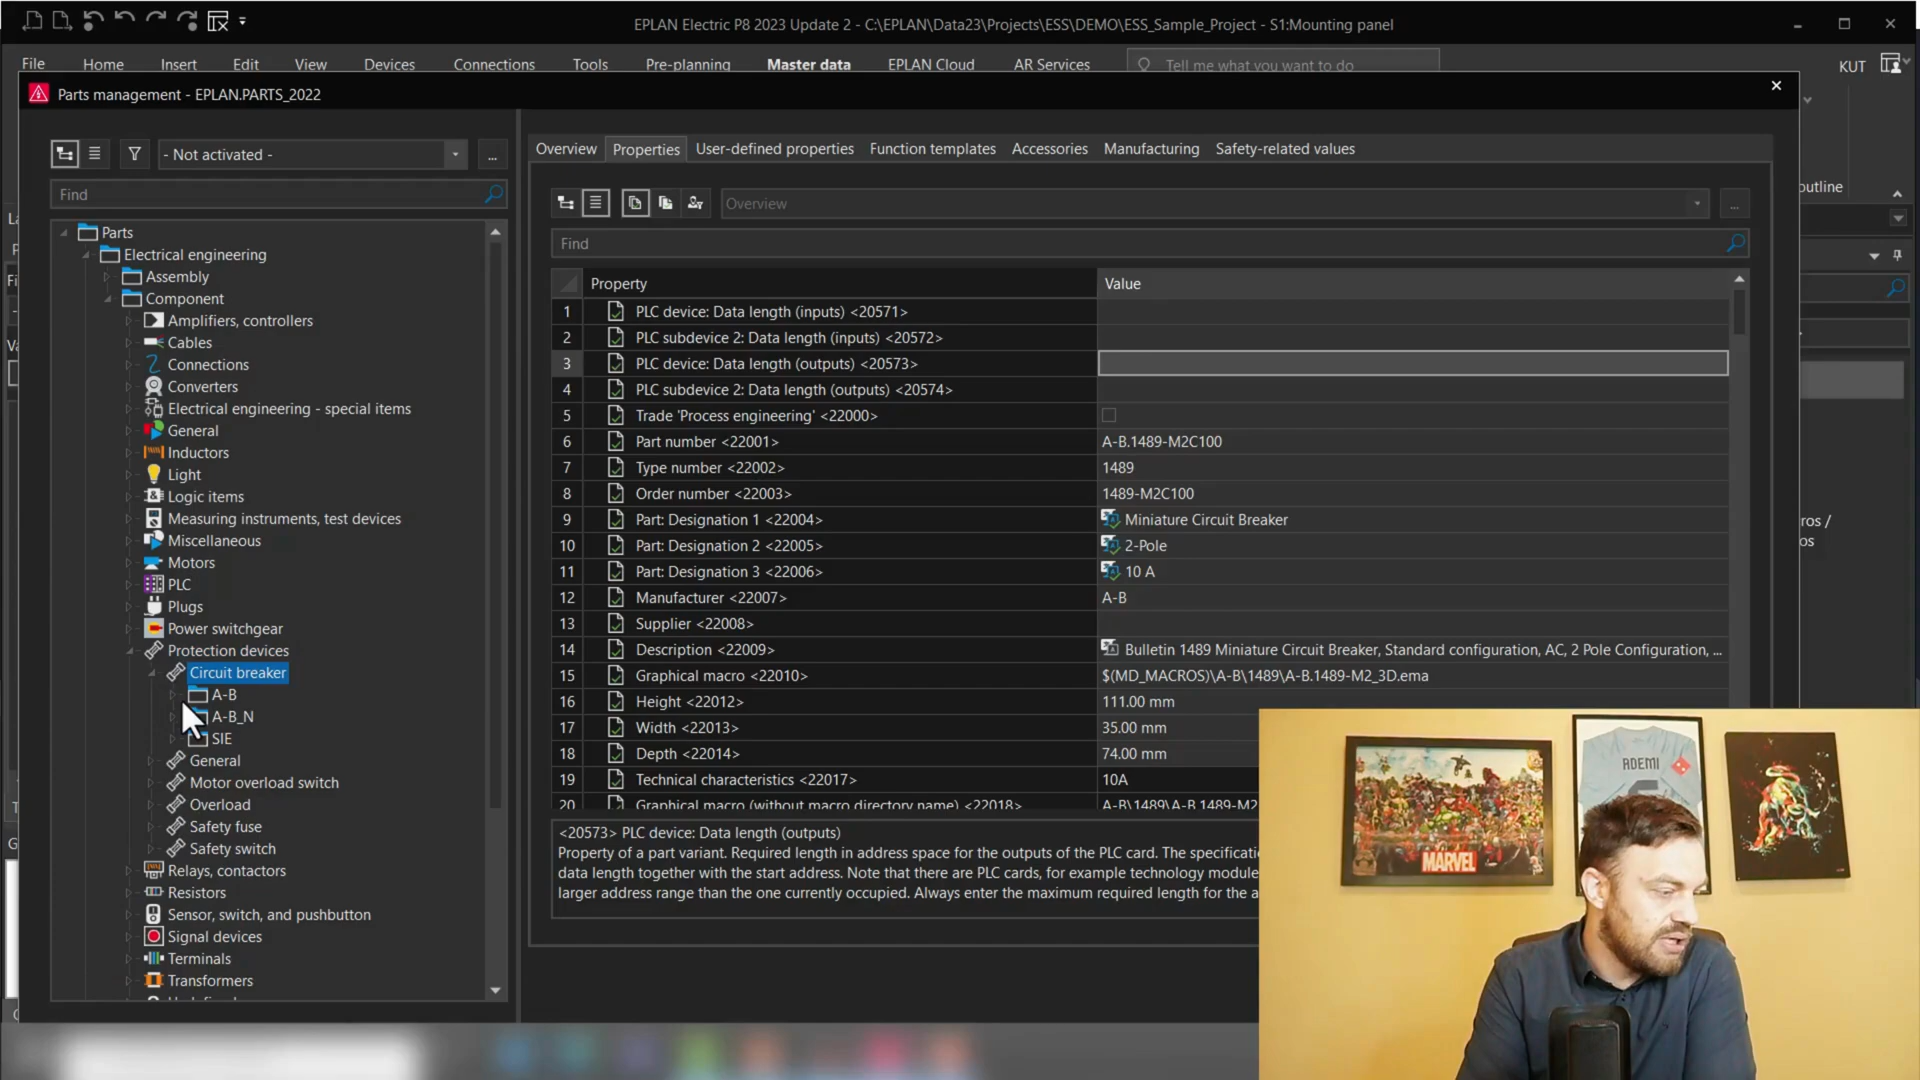 EPLAN Electric P8 2023 Update 2 - C:\EPLAN\Data23\Projects\ESS\DEMO\ESS_Sample_Project - S1:Mounting panel
File Home Insert Edit View Devices Connections Tools Pre-planning Master data EPLAN Cloud AR Services Tell me what you want to do KUT
Parts management - EPLAN.PARTS_2022
- Not activated -
...
Find
Parts
Electrical engineering
Assembly
Component
Amplifiers, controllers
Cables
Connections
Converters
Electrical engineering - special items
General
Inductors
Light
Logic items
Measuring instruments, test devices
Miscellaneous
Motors
PLC
Plugs
Power switchgear
Protection devices
Circuit breaker
A-B
A-B_N
SIE
General
Motor overload switch
Overload
Safety fuse
Safety switch
Relays, contactors
Resistors
Sensor, switch, and pushbutton
Signal devices
Terminals
Transformers
Overview Properties User-defined properties Function templates Accessories Manufacturing Safety-related values
Overview
...
Find
Property Value
1 PLC device: Data length (inputs) <20571>
2 PLC subdevice 2: Data length (inputs) <20572>
3 PLC device: Data length (outputs) <20573>
4 PLC subdevice 2: Data length (outputs) <20574>
5 Trade 'Process engineering' <22000>
6 Part number <22001> A-B.1489-M2C100
7 Type number <22002> 1489
8 Order number <22003> 1489-M2C100
9 Part: Designation 1 <22004> Miniature Circuit Breaker
10 Part: Designation 2 <22005> 2-Pole
11 Part: Designation 3 <22006> 10 A
12 Manufacturer <22007> A-B
13 Supplier <22008>
14 Description <22009> Bulletin 1489 Miniature Circuit Breaker, Standard configuration, AC, 2 Pole Configuration, ...
15 Graphical macro <22010> $(MD_MACROS)\A-B\1489\A-B.1489-M2_3D.ema
16 Height <22012> 111.00 mm
17 Width <22013> 35.00 mm
18 Depth <22014> 74.00 mm
19 Technical characteristics <22017> 10A
20 Graphical macro (without macro directory name) <22018> A-B\1489\A-B.1489-M2
<20573> PLC device: Data length (outputs)
Property of a part variant. Required length in address space for the outputs of the PLC card. The specificati
data length together with the start address. Note that there are PLC cards, for example technology module
larger address range than the one currently occupied. Always enter the maximum required length for the a
outline
ros /
os
MARVEL
ADEMI